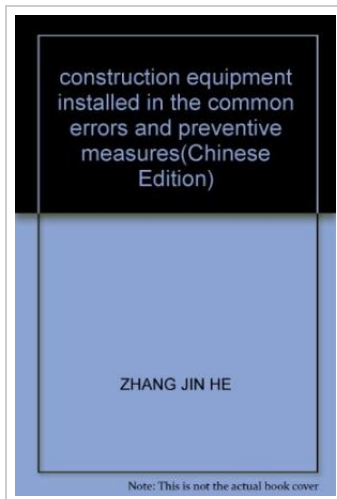 construction equipment
installed in the common
errors and preventive
measures(Chinese
Edition)
ZHANG JIN HE
Note: This is not the actual book cover